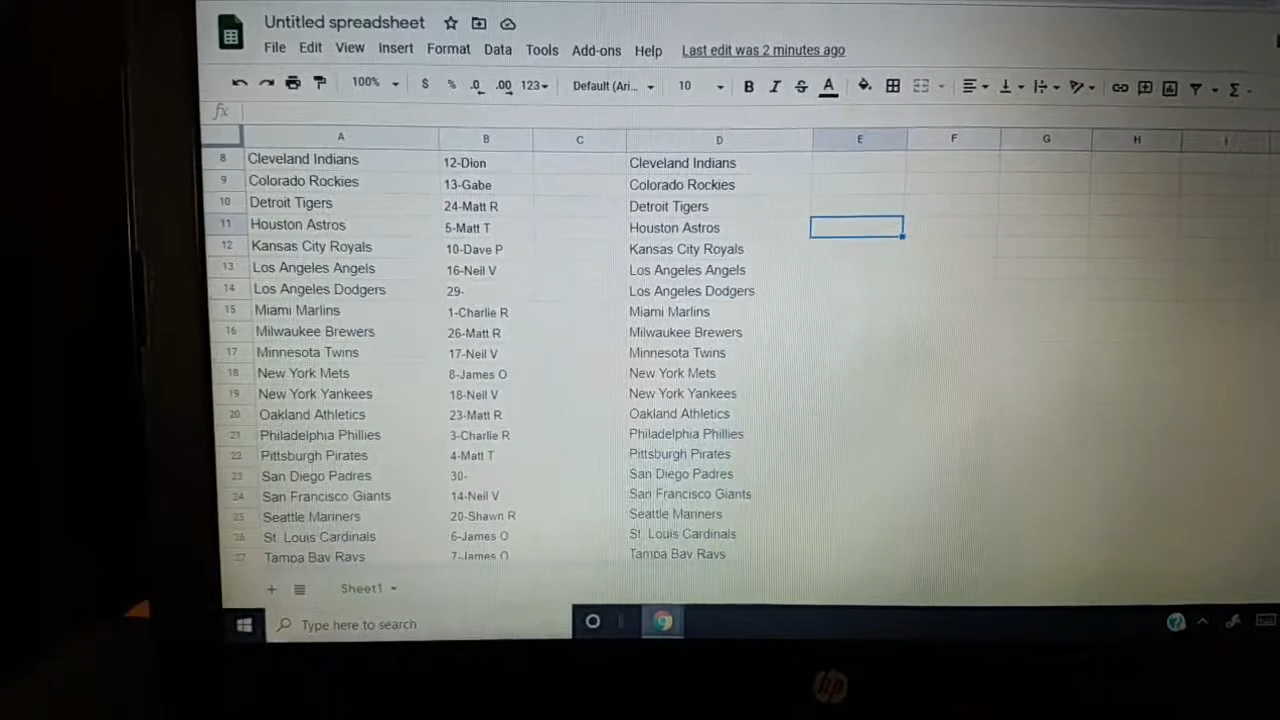 Untitled spreadsheet
File Edit View Insert Format Data Tools Add-ons Help Last edit was 2 minutes ago
100% $ % .0 .00 123 Default (Ari... 10 B I S A Σ
fx
A B C D E F G H I
8 Cleveland Indians 12-Dion Cleveland Indians
9 Colorado Rockies 13-Gabe Colorado Rockies
10 Detroit Tigers 24-Matt R Detroit Tigers
11 Houston Astros 5-Matt T Houston Astros
12 Kansas City Royals 10-Dave P Kansas City Royals
13 Los Angeles Angels 16-Neil V Los Angeles Angels
14 Los Angeles Dodgers 29- Los Angeles Dodgers
15 Miami Marlins 1-Charlie R Miami Marlins
16 Milwaukee Brewers 26-Matt R Milwaukee Brewers
17 Minnesota Twins 17-Neil V Minnesota Twins
18 New York Mets 8-James O New York Mets
19 New York Yankees 18-Neil V New York Yankees
20 Oakland Athletics 23-Matt R Oakland Athletics
21 Philadelphia Phillies 3-Charlie R Philadelphia Phillies
22 Pittsburgh Pirates 4-Matt T Pittsburgh Pirates
23 San Diego Padres 30- San Diego Padres
24 San Francisco Giants 14-Neil V San Francisco Giants
25 Seattle Mariners 20-Shawn R Seattle Mariners
26 St. Louis Cardinals 6-James O St. Louis Cardinals
27 Tampa Bay Rays 7-James O Tampa Bay Rays
+ Sheet1
Type here to search
hp